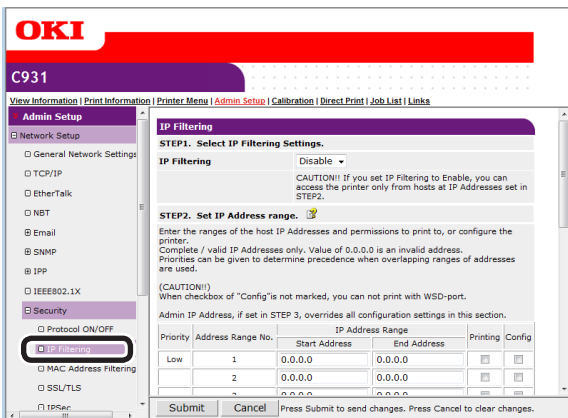 OKI
C931
View Information | Print Information | Printer Menu | Admin Setup | Calibration | Direct Print | Job List | Links
Admin Setup
Network Setup
General Network Settings
TCP/IP
EtherTalk
NBT
Email
SNMP
IPP
IEEE802.1X
Security
Protocol ON/OFF
IP Filtering
MAC Address Filtering
SSL/TLS
IPSec
IP Filtering
STEP1. Select IP Filtering Settings.
IP Filtering Disable
CAUTION!! If you set IP Filtering to Enable, you can
access the printer only from hosts at IP Addresses set in
STEP2.
STEP2. Set IP Address range.
Enter the ranges of the host IP Addresses and permissions to print to, or configure the
printer.
Complete / valid IP Addresses only. Value of 0.0.0.0 is an invalid address.
Priorities can be given to determine precedence when overlapping ranges of addresses
are used.
(CAUTION!!)
When checkbox of "Config"is not marked, you can not print with WSD-port.
Admin IP Address, if set in STEP 3, overrides all configuration settings in this section.
Priority Address Range No. IP Address Range Printing Config
Start Address End Address
Low 1 0.0.0.0 0.0.0.0
2 0.0.0.0 0.0.0.0
Submit Cancel Press Submit to send changes. Press Cancel to clear changes.